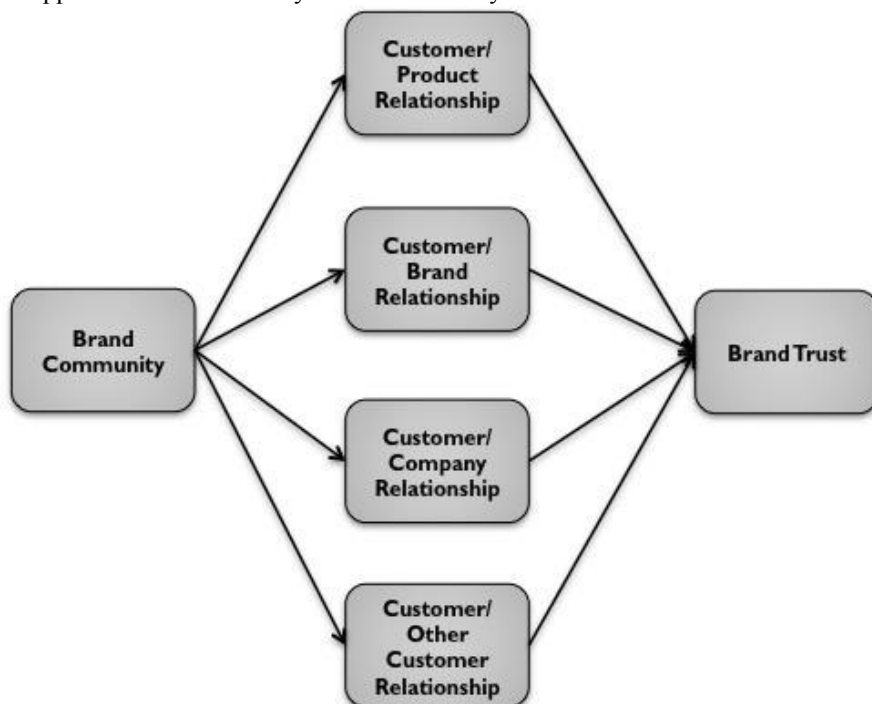 Customer/
Product
Relationship
Customer/
Brand
Relationship
Brand
Community
Brand Trust
Customer/
Company
Relationship
Customer/
Other
Customer
Relationship